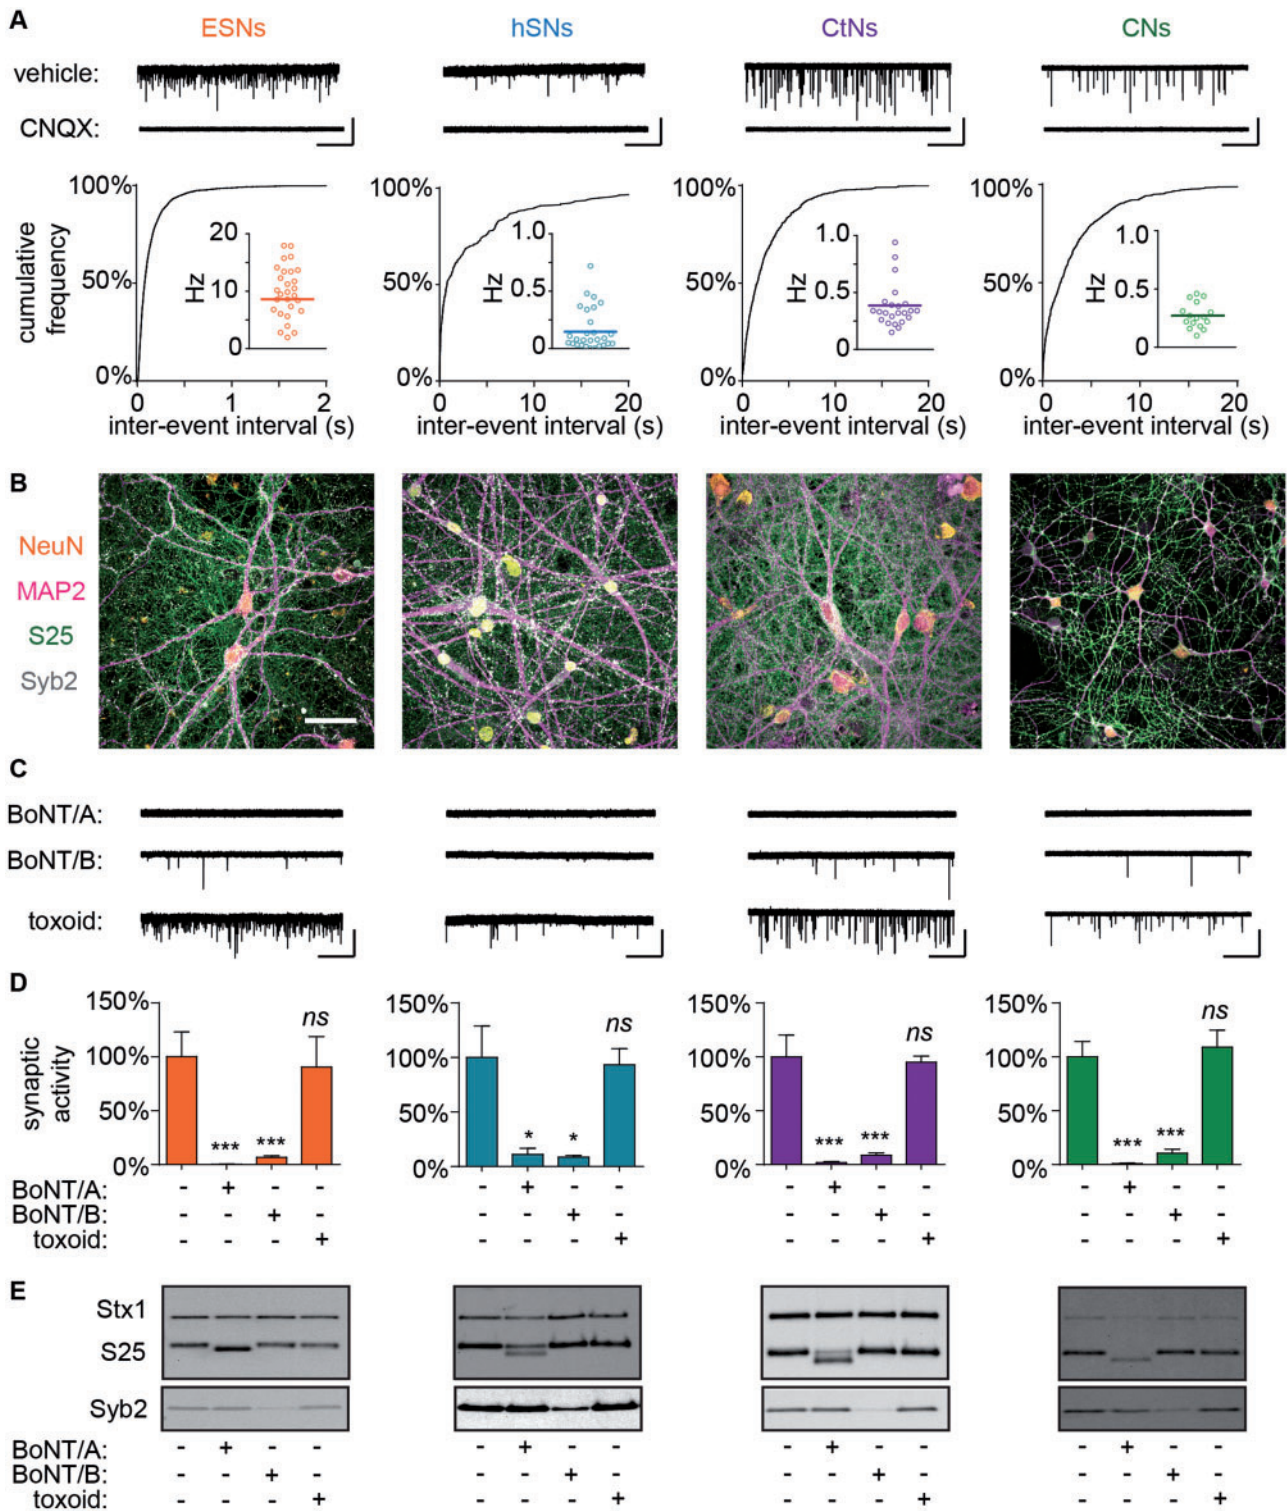 A
ESNs hSNs CtNs CNs
vehicle:
CNQX:
100% 100% 100% 100%
cumulative frequency
50% 50% 50% 50%
0% 0% 0% 0%
20 1.0 1.0 1.0
Hz Hz Hz Hz
10 0.5 0.5 0.5
0 0 0 0
0 1 2 0 10 20 0 10 20 0 10 20
inter-event interval (s) inter-event interval (s) inter-event interval (s) inter-event interval (s)
B
NeuN
MAP2
S25
Syb2
C
BoNT/A:
BoNT/B:
toxoid:
D
150% 150% 150% 150%
ns ns ns ns
synaptic activity
100% 100% 100% 100%
50% 50% 50% 50%
*** *** * * *** *** *** ***
0% 0% 0% 0%
BoNT/A: - + - - - + - - - + - - - + - -
BoNT/B: - - + - - - + - - - + - - - + -
toxoid: - - - + - - - + - - - + - - - +
E
Stx1
S25
Syb2
BoNT/A: - + - - - + - - - + - - - + - -
BoNT/B: - - + - - - + - - - + - - - + -
toxoid: - - - + - - - + - - - + - - - +